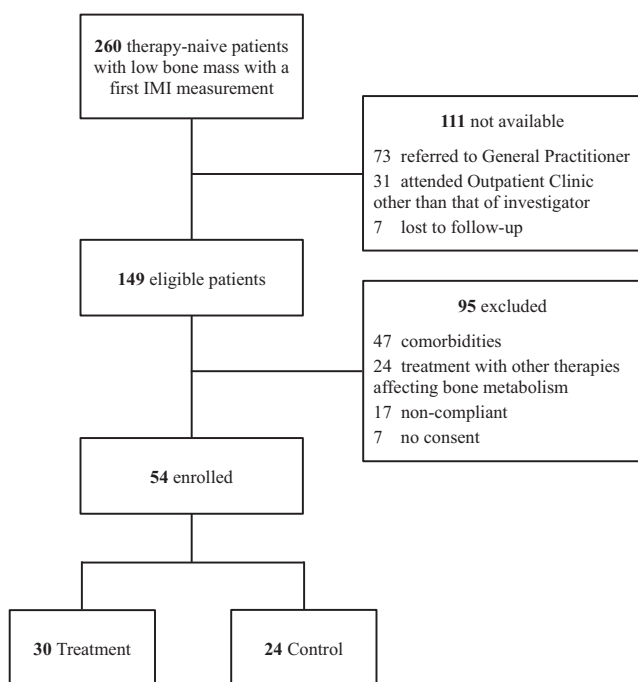 260 therapy-naive patients
with low bone mass with a
first IMI measurement
111 not available
73 referred to General Practitioner
31 attended Outpatient Clinic
other than that of investigator
7 lost to follow-up
149 eligible patients
95 excluded
47 comorbidities
24 treatment with other therapies
affecting bone metabolism
17 non-compliant
7 no consent
54 enrolled
30 Treatment
24 Control